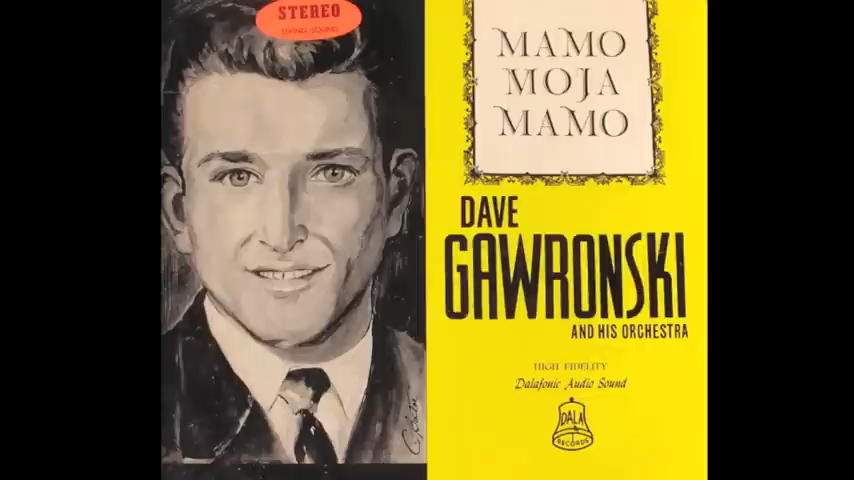 STEREO
LIVING SOUND
MAMO
MOJA
MAMO
DAVE
GAWRONSKI
AND HIS ORCHESTRA
HIGH FIDELITY
Dalafonic Audio Sound
DALA
RECORDS